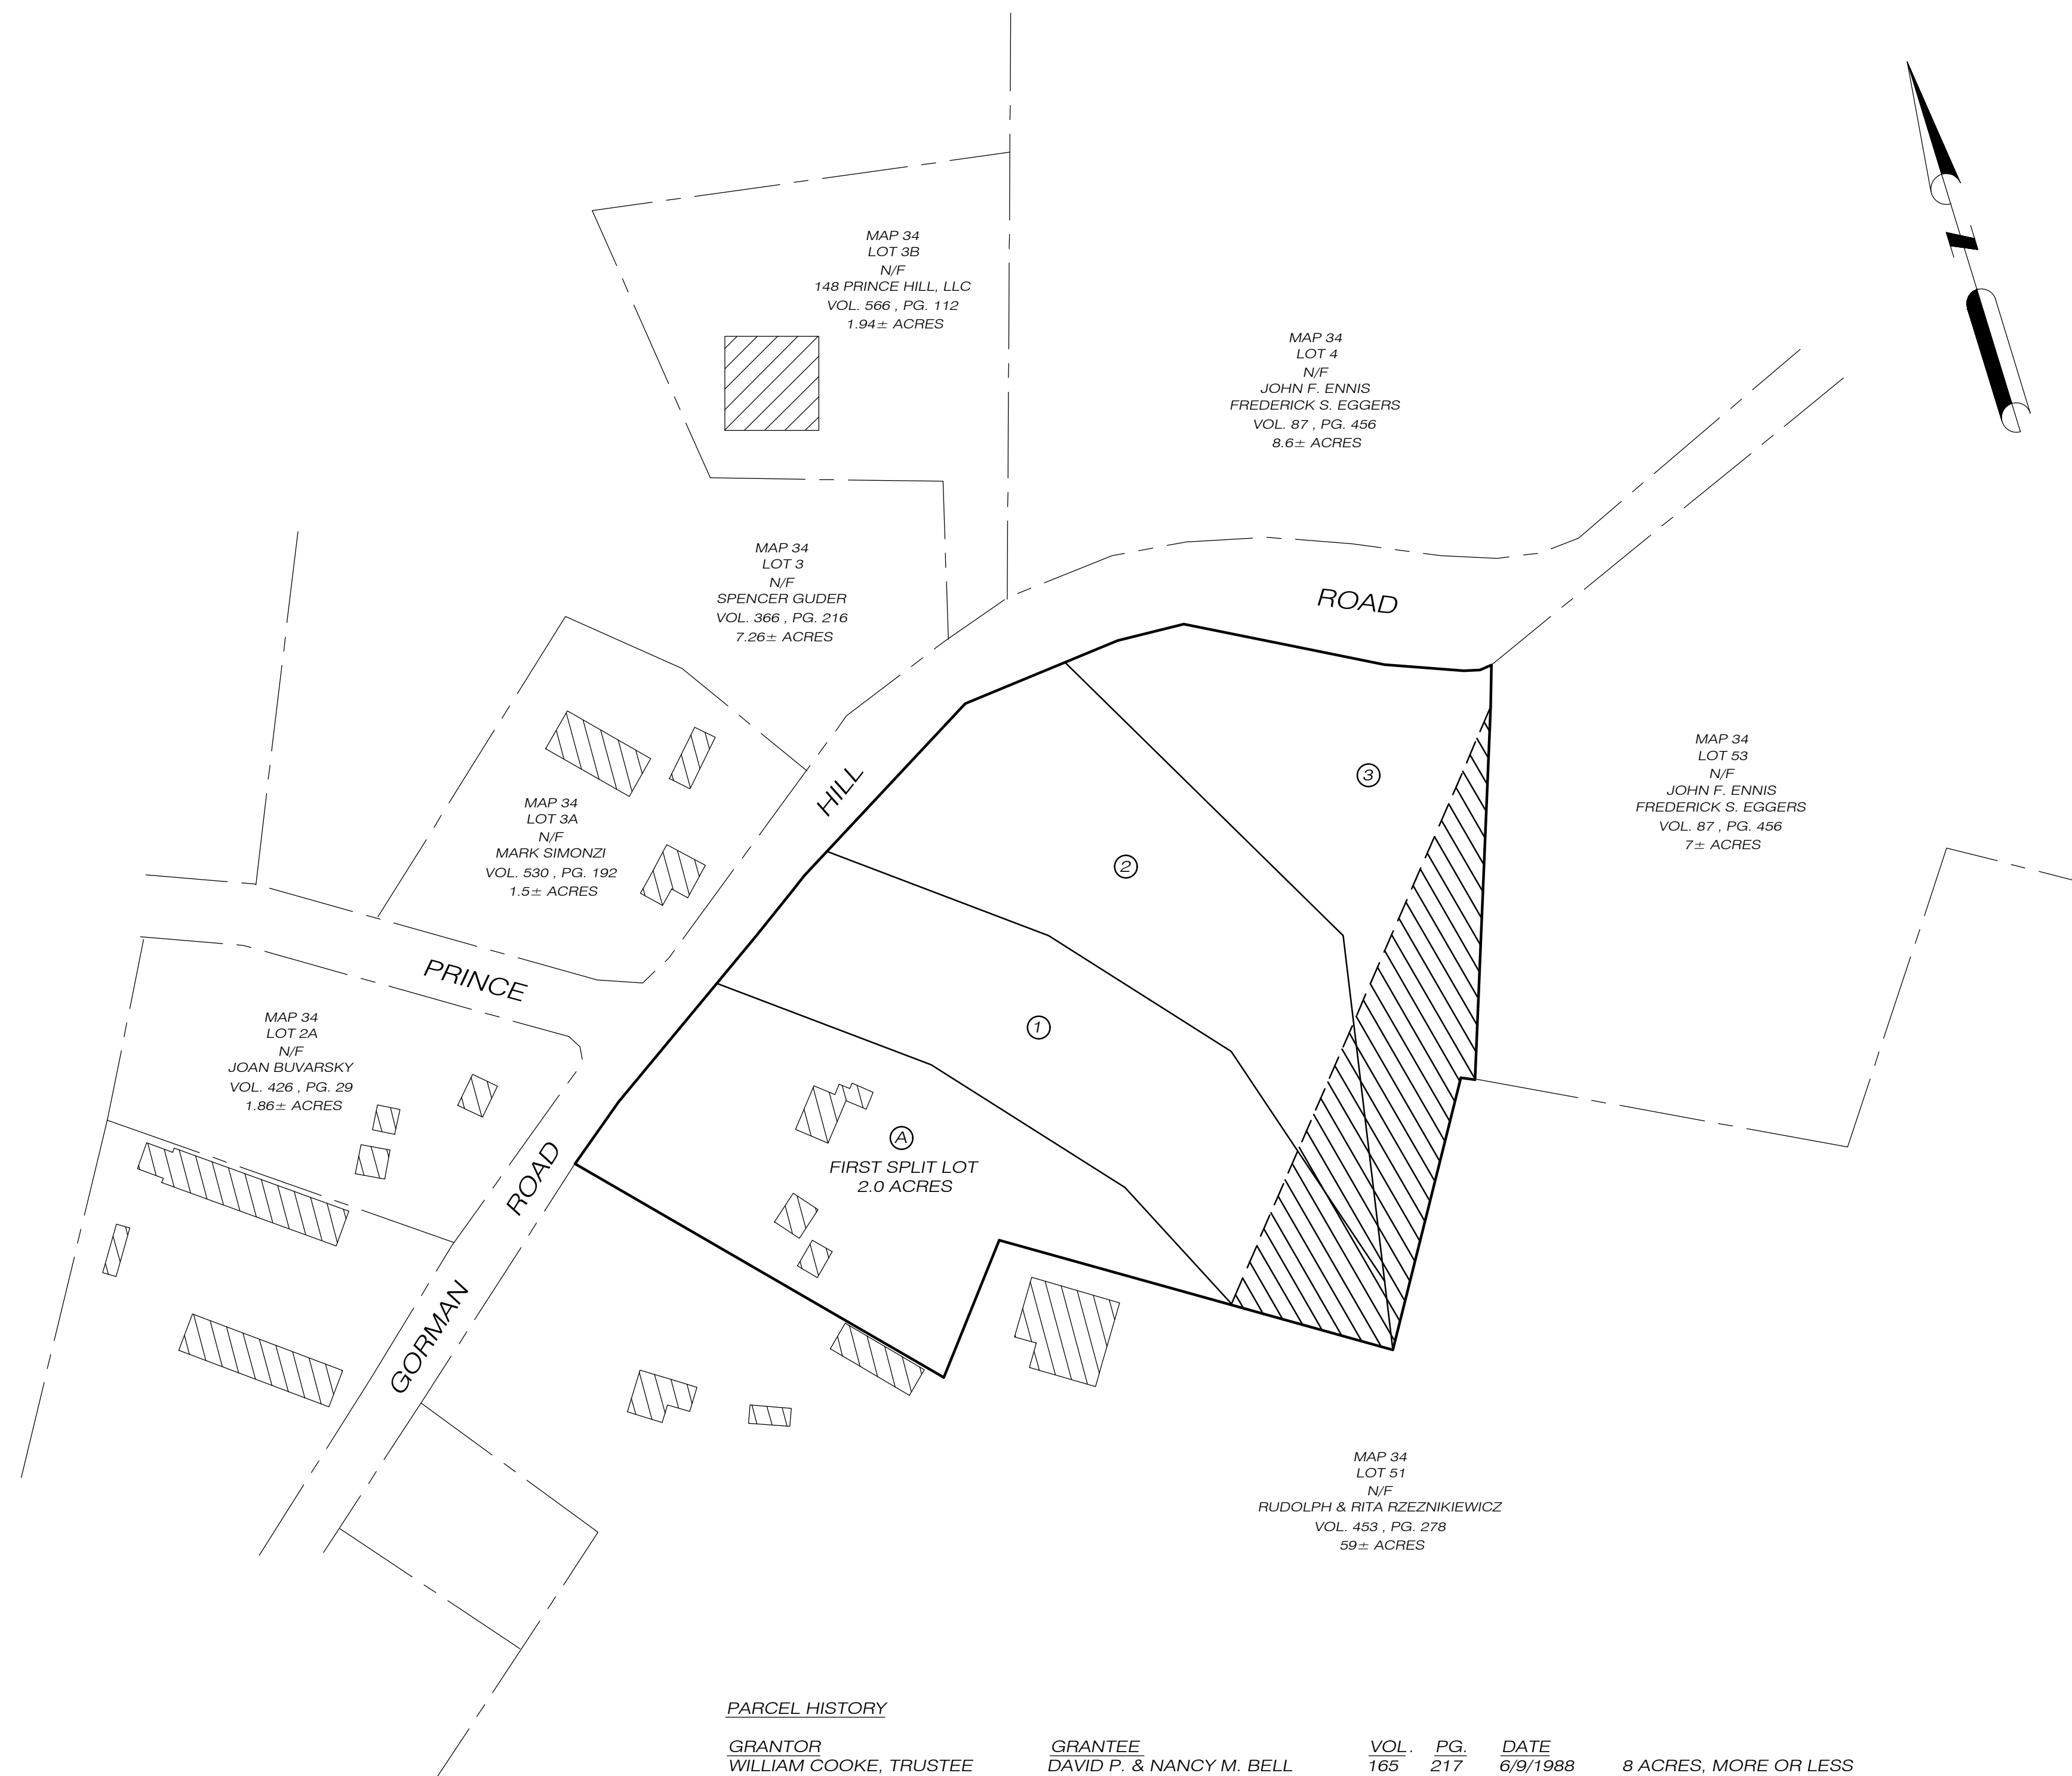 MAP 34
LOT 3B
N/F
148 PRINCE HILL, LLC
VOL. 566 , PG. 112
1.94± ACRES
MAP 34
LOT 4
N/F
JOHN F. ENNIS
FREDERICK S. EGGERS
VOL. 87 , PG. 456
8.6± ACRES
MAP 34
LOT 3
N/F
SPENCER GUDER
VOL. 366 , PG. 216
7.26± ACRES
ROAD
HILL
MAP 34
LOT 3A
N/F
MARK SIMONZI
VOL. 530 , PG. 192
1.5± ACRES
3
MAP 34
LOT 53
N/F
JOHN F. ENNIS
FREDERICK S. EGGERS
VOL. 87 , PG. 456
7± ACRES
2
PRINCE
1
MAP 34
LOT 2A
N/F
JOAN BUVARSKY
VOL. 426 , PG. 29
1.86± ACRES
A
FIRST SPLIT LOT
2.0 ACRES
ROAD
GORMAN
MAP 34
LOT 51
N/F
RUDOLPH & RITA RZEZNIKIEWICZ
VOL. 453 , PG. 278
59± ACRES
PARCEL HISTORY
GRANTOR GRANTEE VOL. PG. DATE
WILLIAM COOKE, TRUSTEE DAVID P. & NANCY M. BELL 165 217 6/9/1988 8 ACRES, MORE OR LESS